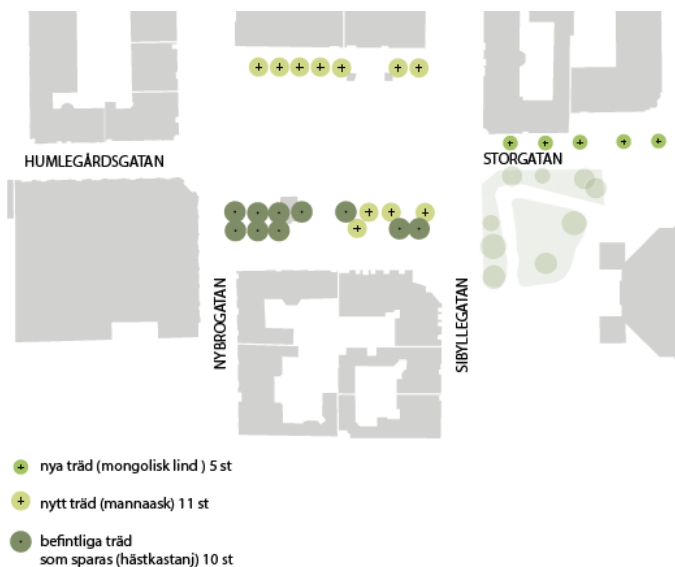 HUMLEGÅRDSGATAN
STORGATAN
NYBROGATAN
SIBYLLEGATAN
nya träd (mongolisk lind ) 5 st
nytt träd (mannaask) 11 st
befintliga träd
som sparas (hästkastanj) 10 st